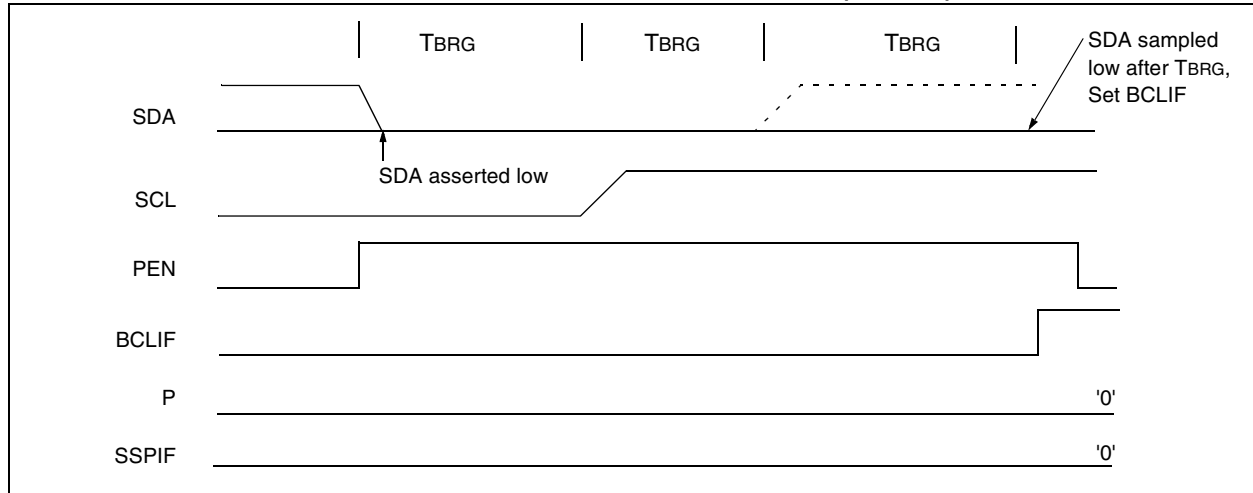 TBRG TBRG TBRG
SDA sampled
low after TBRG,
Set BCLIF
SDA
SDA asserted low
SCL
PEN
BCLIF
P '0'
SSPIF '0'